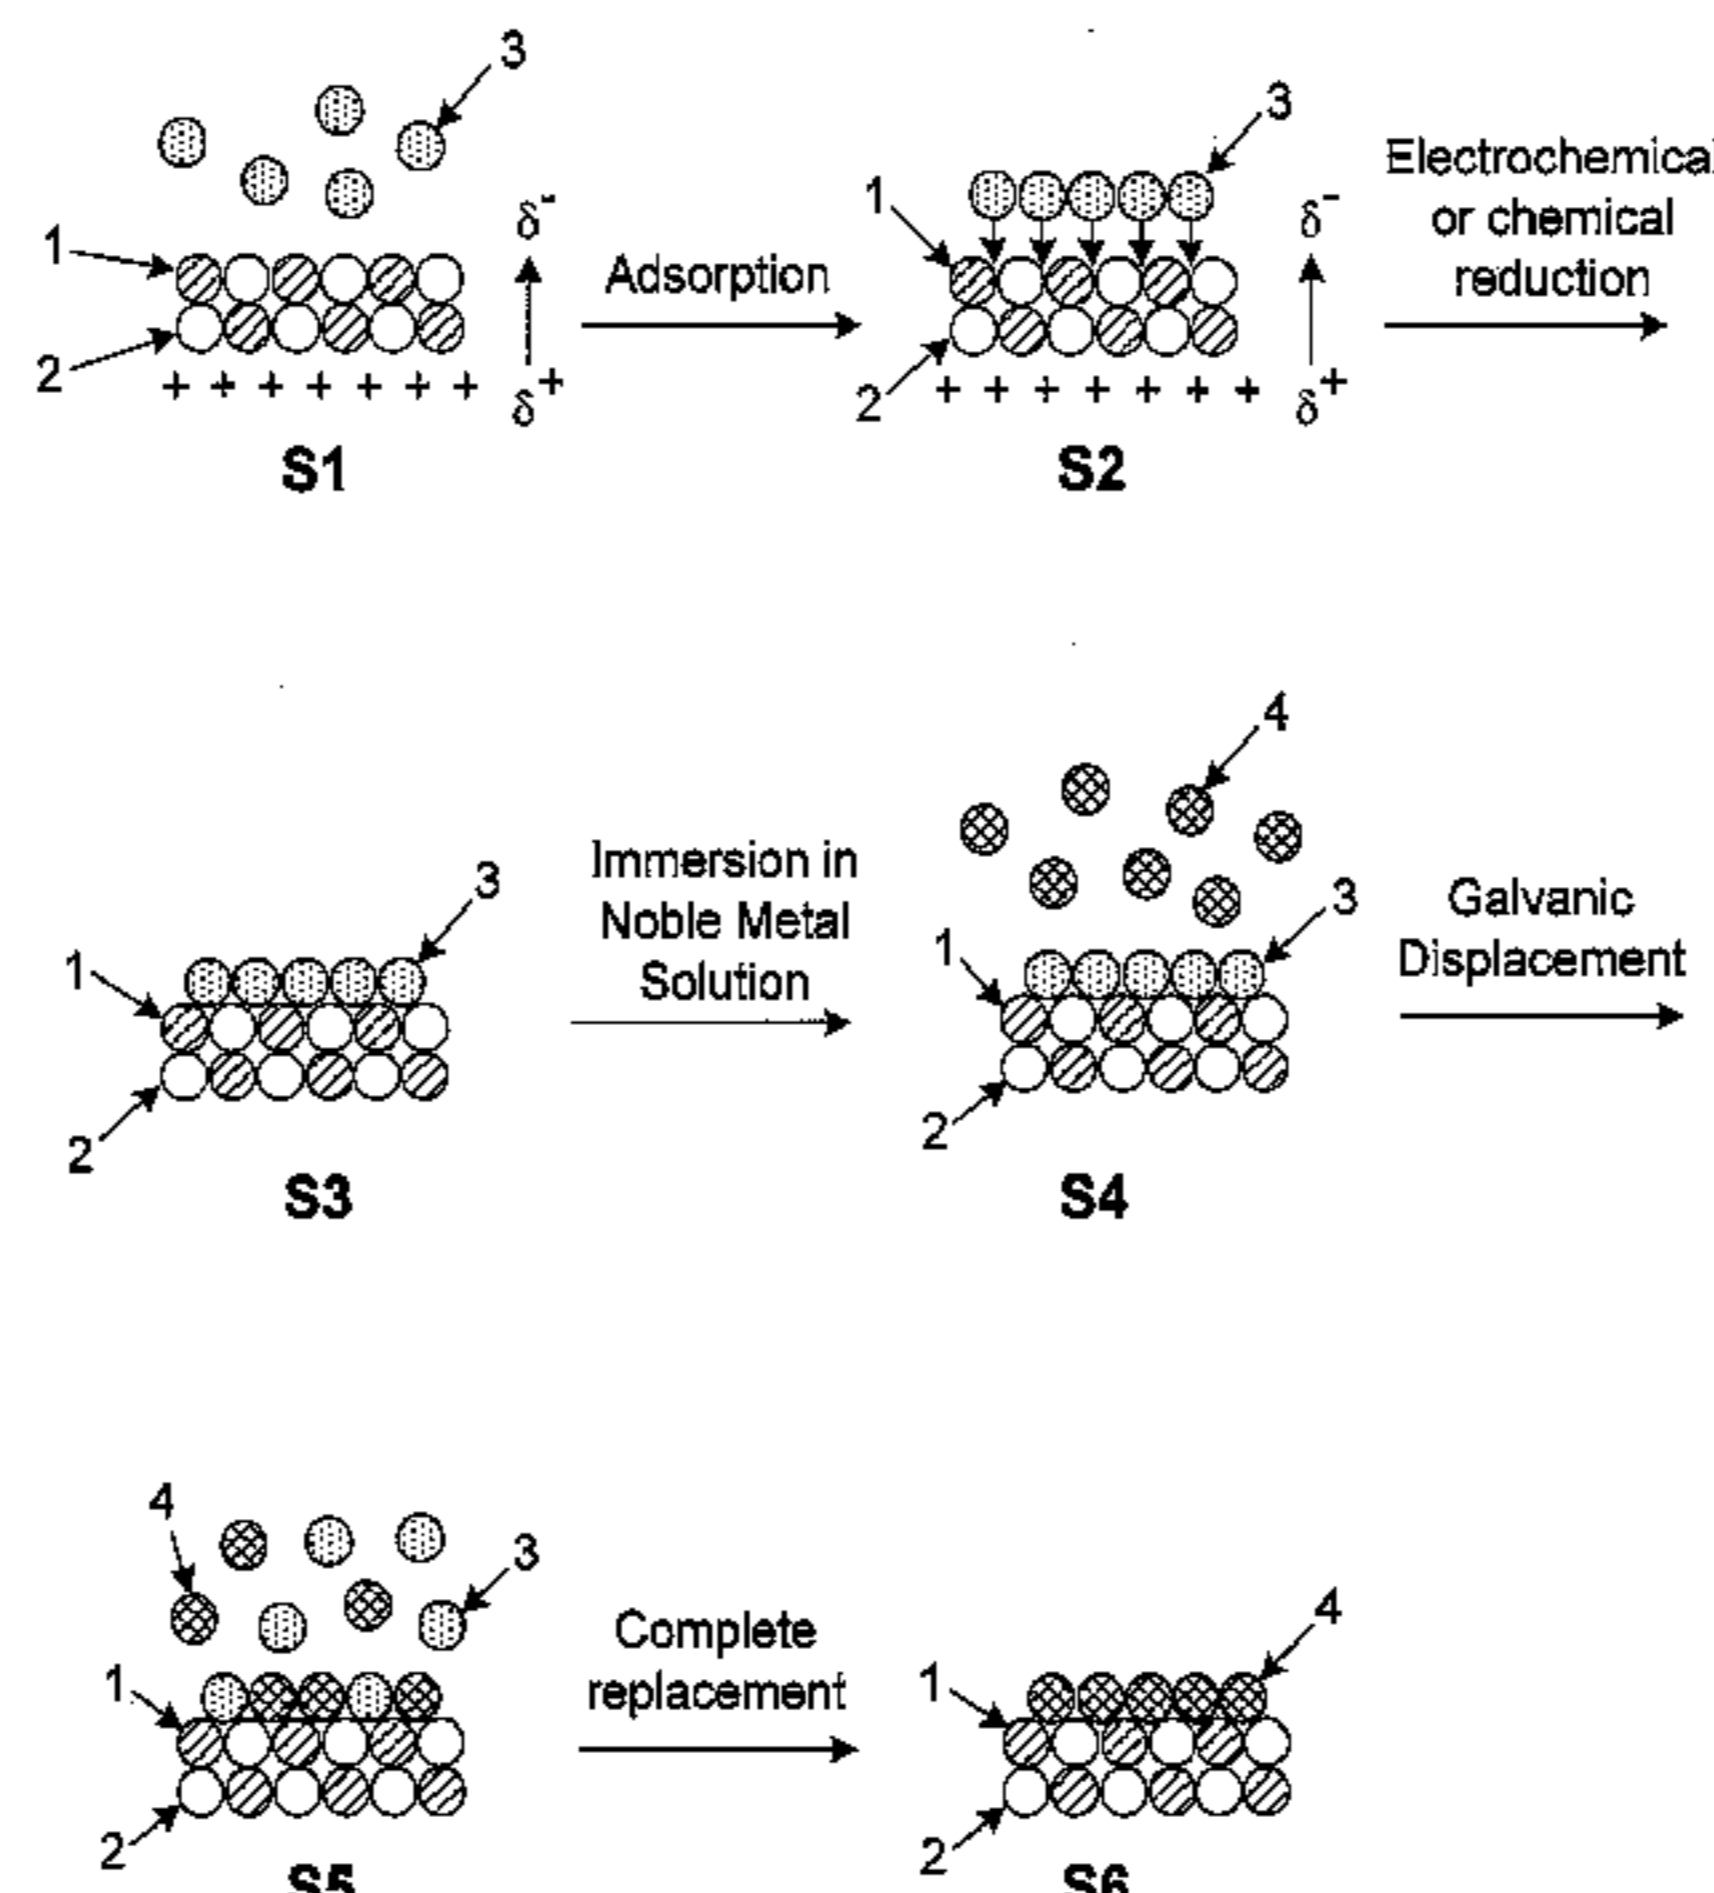 3
3
1
δ-
Adsorption
1
δ-
Electrochemical
or chemical
reduction
2
+ + + + + + +
δ+
2
+ + + + + + +
δ+
S1
S2
4
3
Immersion in
Noble Metal
Solution
3
Galvanic
Displacement
1
1
2
2
S3
S4
4
3
Complete
replacement
4
1
1
2
2
S5
S6